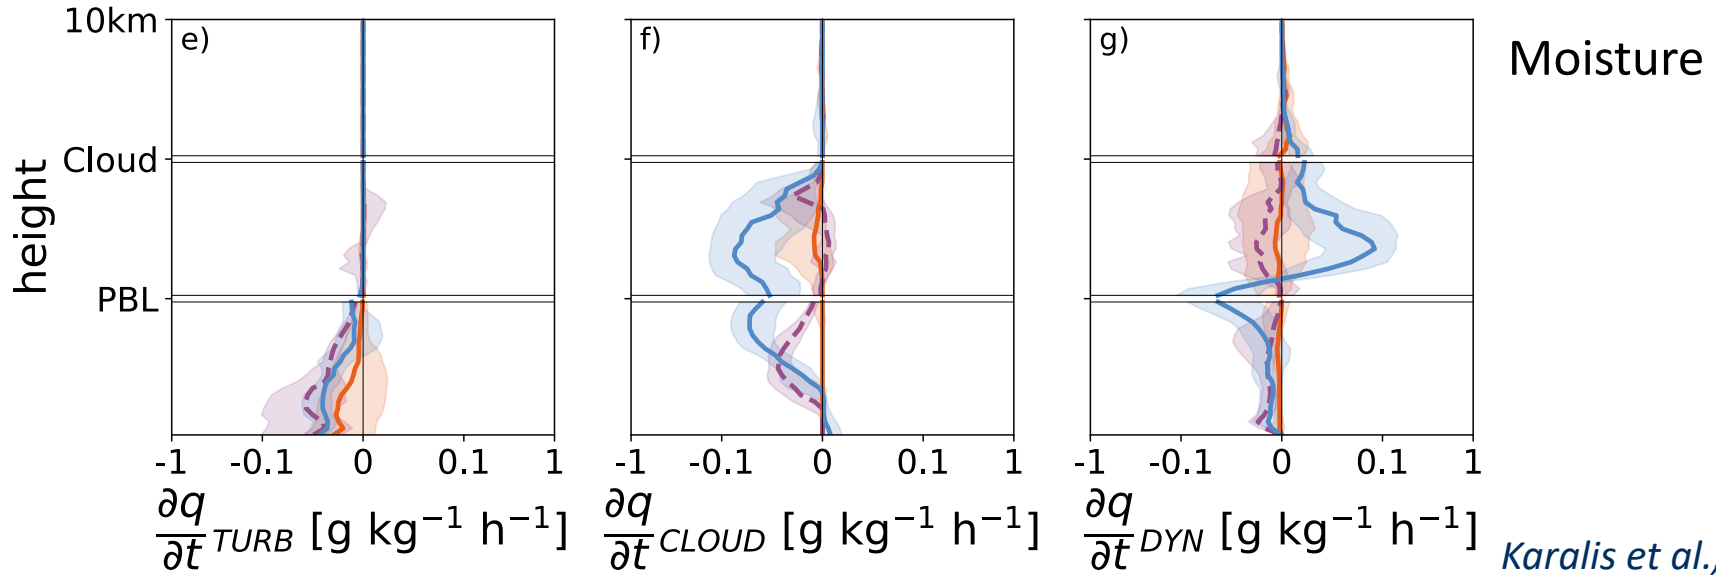 10km
e)
f)
g)
Moisture
Cloud
PBL
height
-1 -0.1 0 0.1 1
-1 -0.1 0 0.1 1
-1 -0.1 0 0.1 1
∂q/∂t TURB [g kg⁻¹ h⁻¹]
∂q/∂t CLOUD [g kg⁻¹ h⁻¹]
∂q/∂t DYN [g kg⁻¹ h⁻¹]
Karalis et al.,